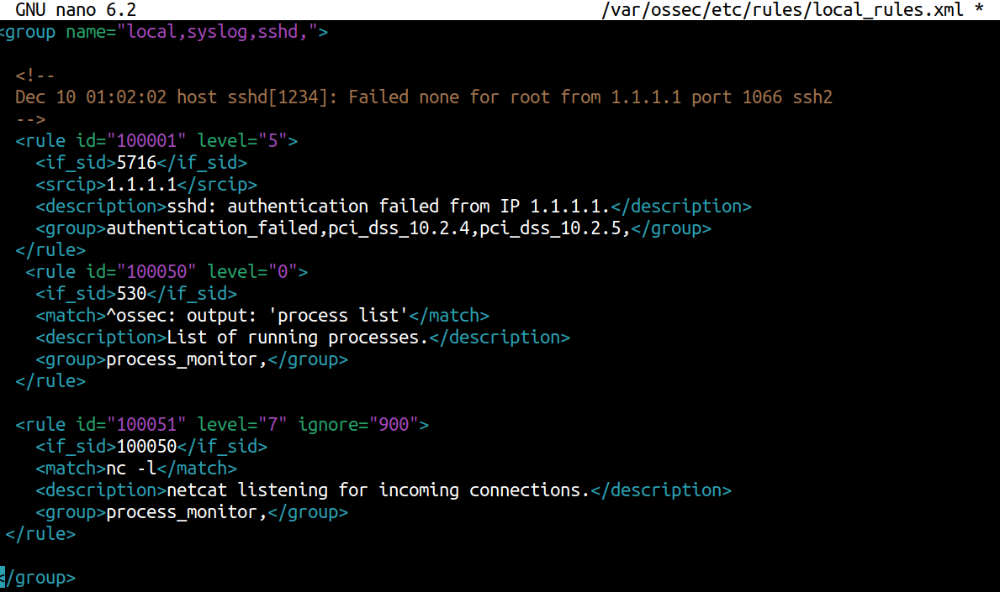 GNU nano 6.2 /var/ossec/etc/rules/local_rules.xml *
<group name="local,syslog,sshd,">
<!--
Dec 10 01:02:02 host sshd[1234]: Failed none for root from 1.1.1.1 port 1066 ssh2
-->
<rule id="100001" level="5">
<if_sid>5716</if_sid>
<srcip>1.1.1.1</srcip>
<description>sshd: authentication failed from IP 1.1.1.1.</description>
<group>authentication_failed,pci_dss_10.2.4,pci_dss_10.2.5,</group>
</rule>
<rule id="100050" level="0">
<if_sid>530</if_sid>
<match>^ossec: output: 'process list'</match>
<description>List of running processes.</description>
<group>process_monitor,</group>
</rule>
<rule id="100051" level="7" ignore="900">
<if_sid>100050</if_sid>
<match>nc -l</match>
<description>netcat listening for incoming connections.</description>
<group>process_monitor,</group>
</rule>
</group>